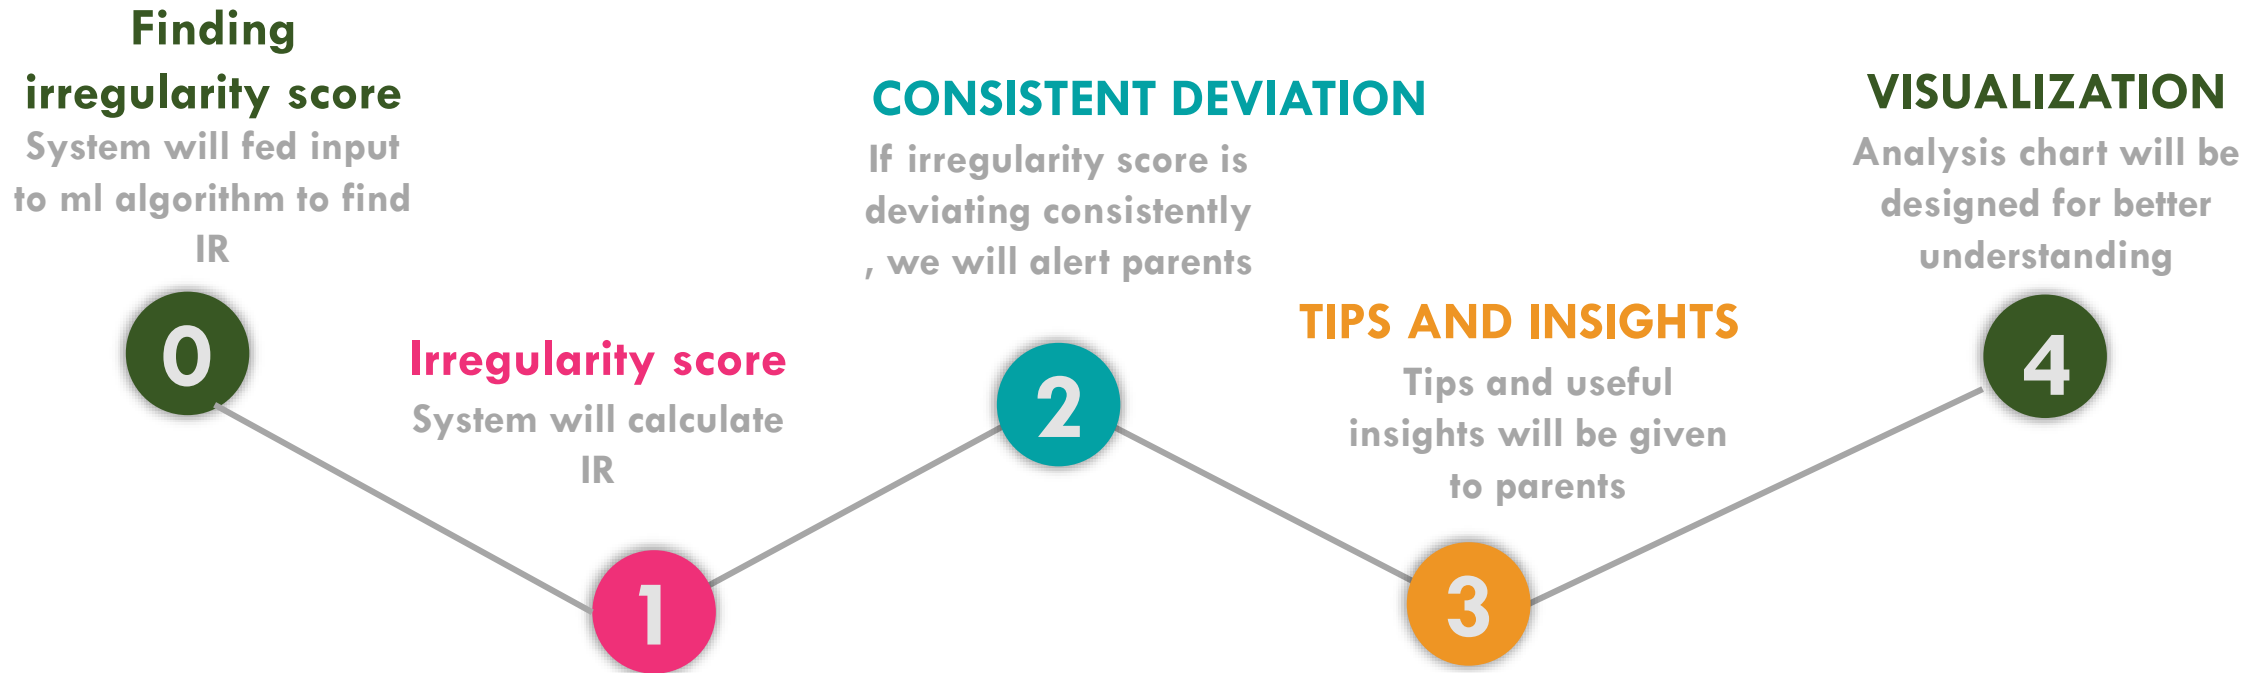 Finding
irregularity score
System will fed input
to ml algorithm to find
IR
0
Irregularity score
System will calculate
IR
1
CONSISTENT DEVIATION
If irregularity score is
deviating consistently
, we will alert parents
2
TIPS AND INSIGHTS
Tips and useful
insights will be given
to parents
3
VISUALIZATION
Analysis chart will be
designed for better
understanding
4